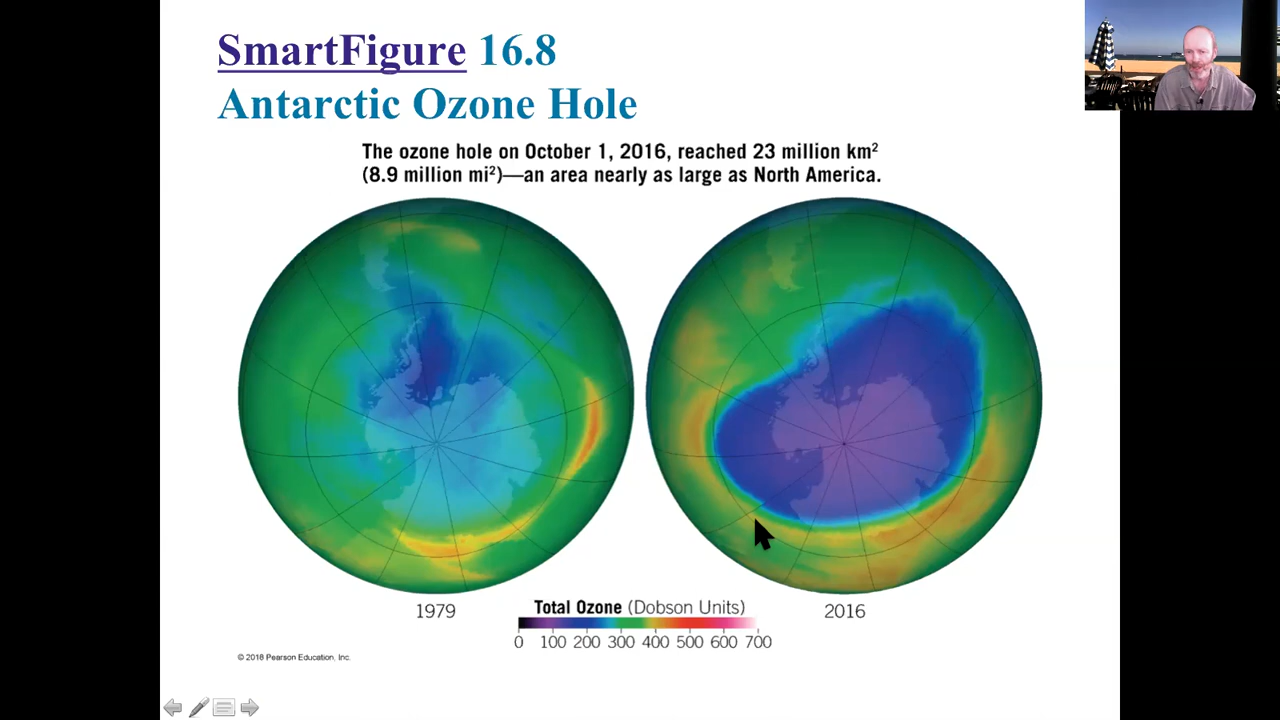 SmartFigure 16.8
Antarctic Ozone Hole
The ozone hole on October 1, 2016, reached 23 million km²
(8.9 million mi²)—an area nearly as large as North America.
1979
2016
Total Ozone (Dobson Units)
0 100 200 300 400 500 600 700
© 2018 Pearson Education, Inc.